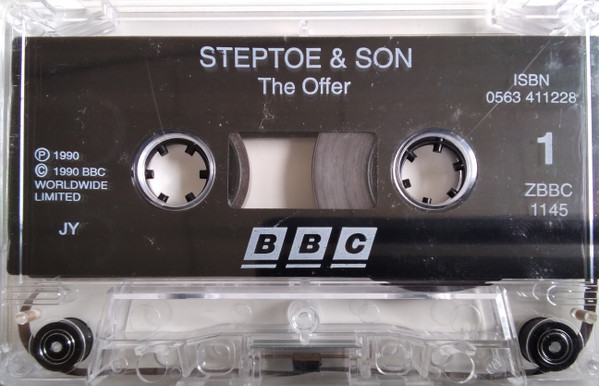 STEPTOE & SON
The Offer
ISBN
0563 411228
℗ 1990
© 1990 BBC
WORLDWIDE
LIMITED
JY
1
ZBBC
1145
BBC